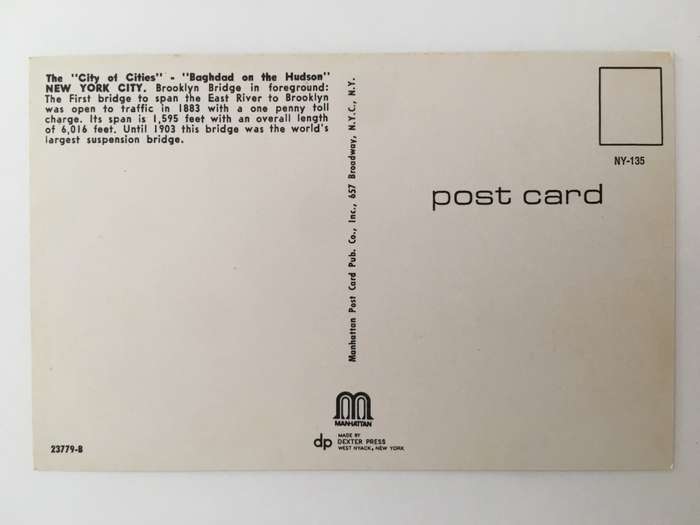 The "City of Cities" - "Baghdad on the Hudson"
NEW YORK CITY. Brooklyn Bridge in foreground:
The First bridge to span the East River to Brooklyn
was open to traffic in 1883 with a one penny toll
charge. Its span is 1,595 feet with an overall length
of 6,016 feet. Until 1903 this bridge was the world's
largest suspension bridge.
Manhattan Post Card Pub. Co., Inc., 657 Broadway, N.Y.C., N.Y.
NY-135
post card
MANHATTAN
dp
MADE BY
DEXTER PRESS
WEST NYACK, NEW YORK
23779-B